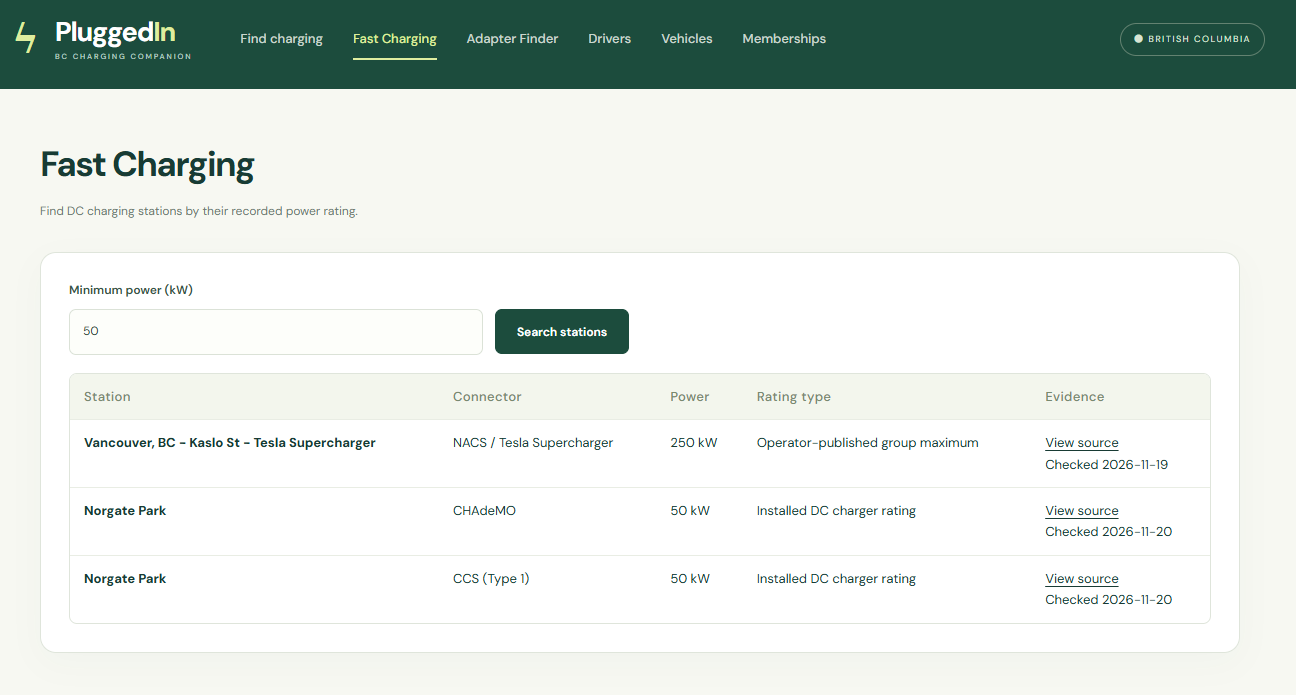 PluggedIn
BC CHARGING COMPANION
Find charging
Fast Charging
Adapter Finder
Drivers
Vehicles
Memberships
BRITISH COLUMBIA
Fast Charging
Find DC charging stations by their recorded power rating.
Minimum power (kW)
50
Search stations
Station Connector Power Rating type Evidence
Vancouver, BC - Kaslo St - Tesla Supercharger NACS / Tesla Supercharger 250 kW Operator-published group maximum View source
Checked 2026-11-19
Norgate Park CHAdeMO 50 kW Installed DC charger rating View source
Checked 2026-11-20
Norgate Park CCS (Type 1) 50 kW Installed DC charger rating View source
Checked 2026-11-20